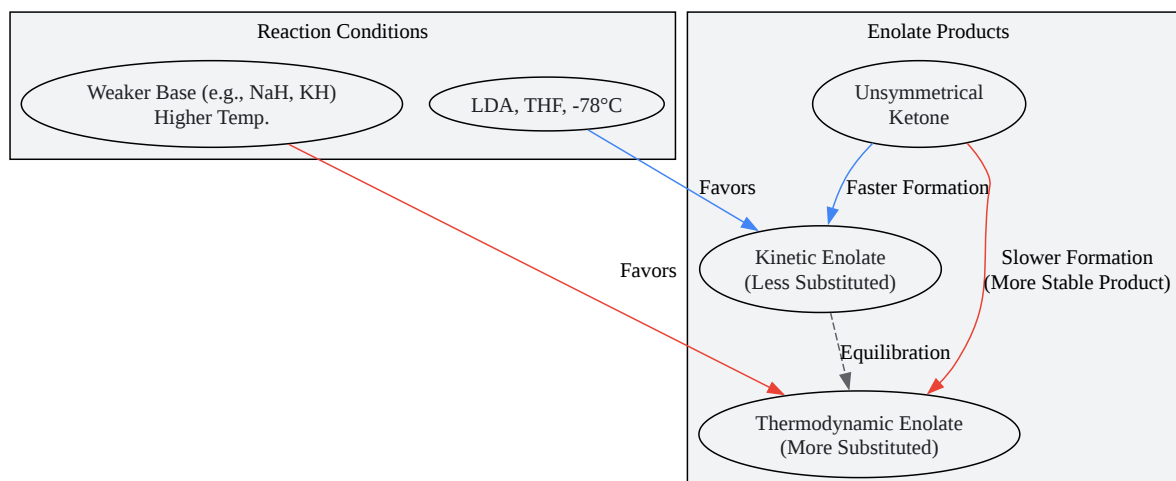 Reaction Conditions
Weaker Base (e.g., NaH, KH)
Higher Temp.
LDA, THF, -78°C
Enolate Products
Unsymmetrical
Ketone
Favors
Faster Formation
Kinetic Enolate
(Less Substituted)
Favors
Slower Formation
(More Stable Product)
Equilibration
Thermodynamic Enolate
(More Substituted)